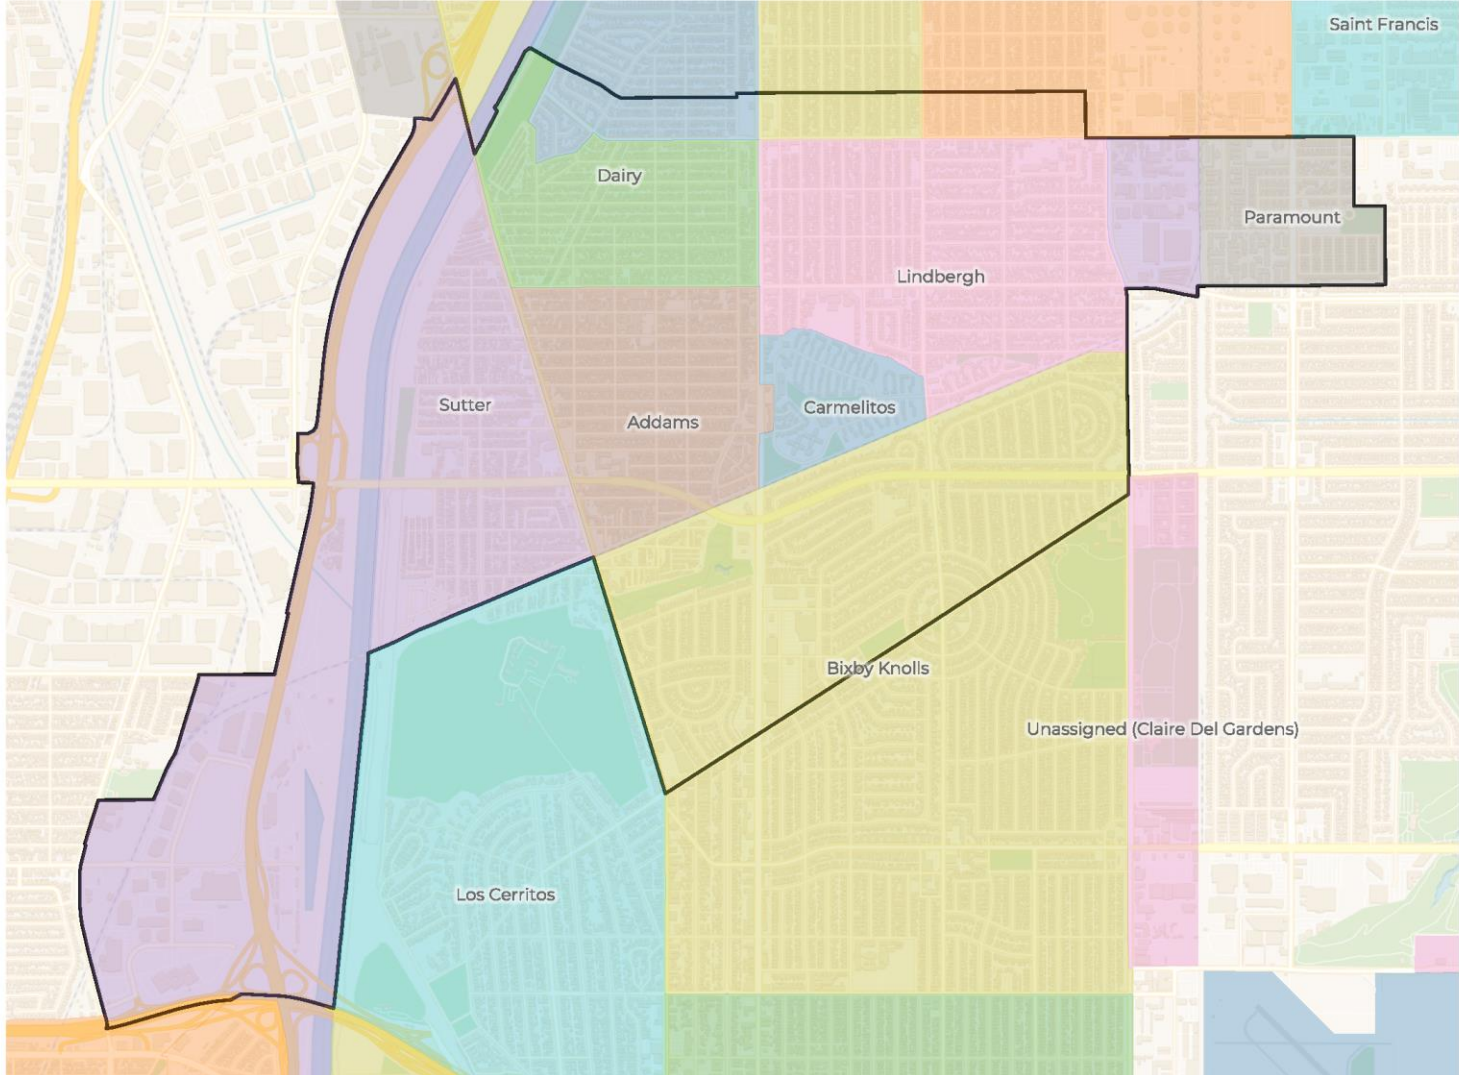 Saint Francis
Dairy
Paramount
Lindbergh
Sutter
Carmelitos
Addams
Bixby Knolls
Unassigned (Claire Del Gardens)
Los Cerritos